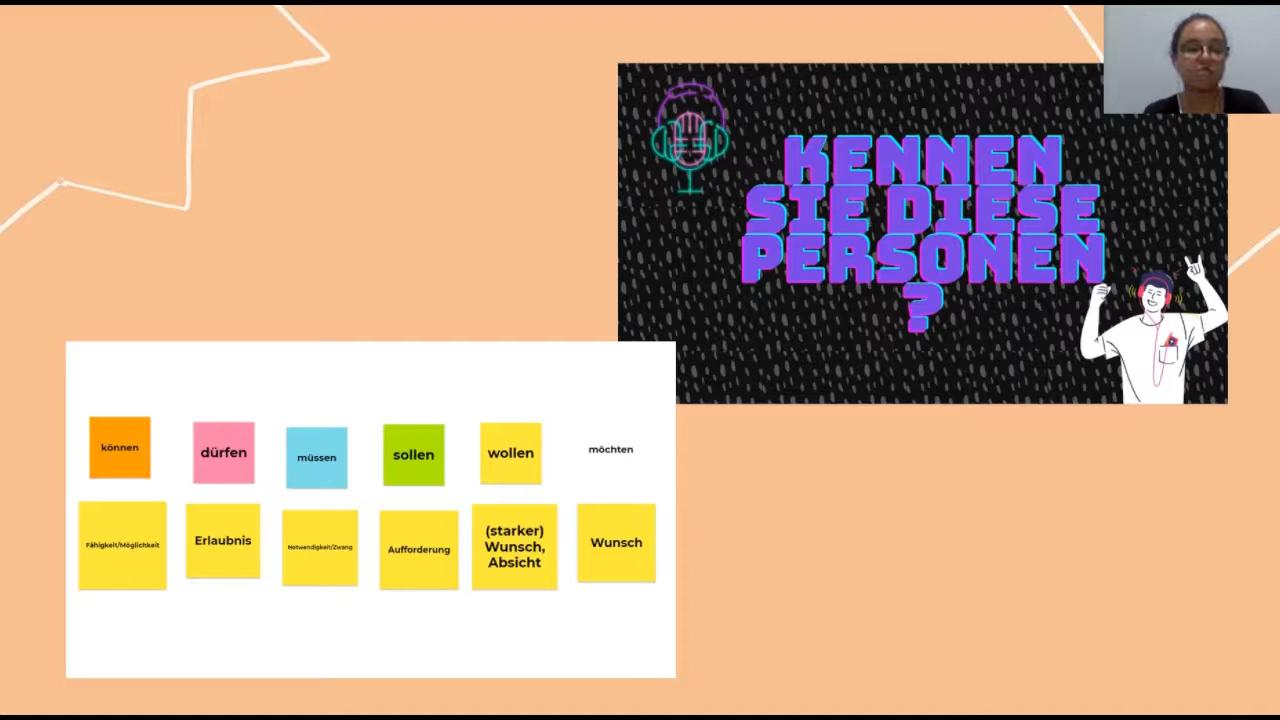 KENNEN
SIE DIESE
PERSONEN
?
können
dürfen
müssen
sollen
wollen
möchten
Fähigkeit/Möglichkeit
Erlaubnis
Notwendigkeit/Zwang
Aufforderung
(starker)
Wunsch,
Absicht
Wunsch